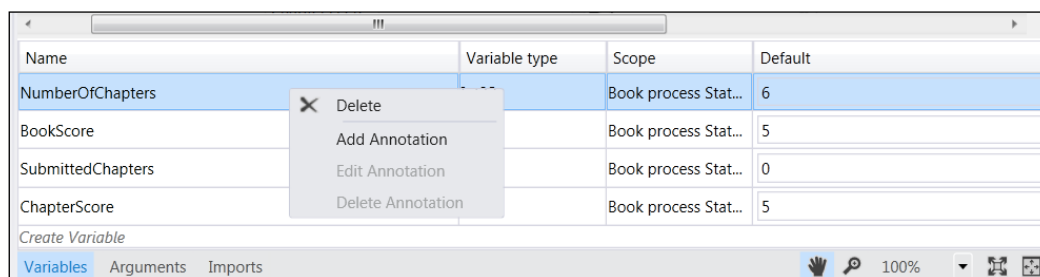 Name Variable type Scope Default
NumberOfChapters Book process Stat... 6
Delete
BookScore Add Annotation Book process Stat... 5
SubmittedChapters Edit Annotation Book process Stat... 0
ChapterScore Delete Annotation Book process Stat... 5
Create Variable
Variables Arguments Imports 100%